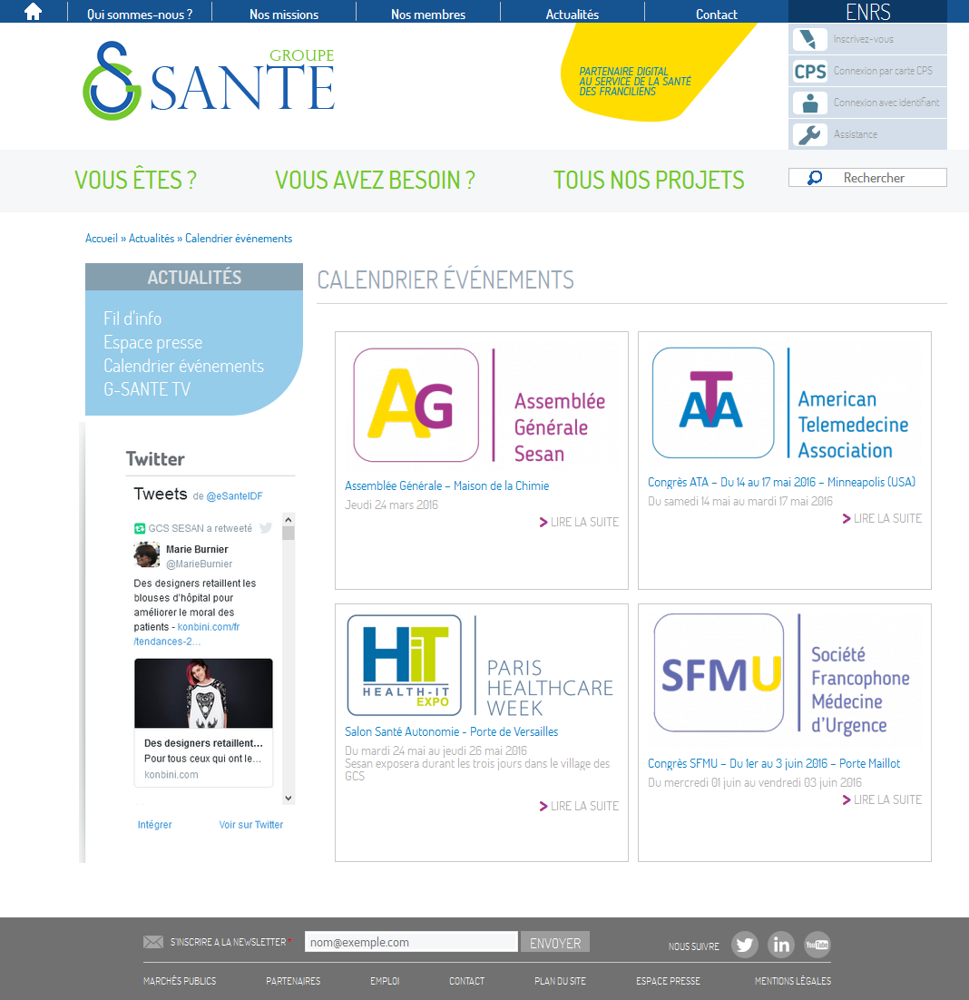 Qui sommes-nous ?
Nos missions
Nos membres
Actualités
Contact
ENRS
Inscrivez-vous
CPS
Connexion par carte CPS
Connexion avec identifiant
Assistance
GROUPE
SANTE
PARTENAIRE DIGITAL
AU SERVICE DE LA SANTÉ
DES FRANCILIENS
VOUS ÊTES ?
VOUS AVEZ BESOIN ?
TOUS NOS PROJETS
Rechercher
Accueil » Actualités » Calendrier événements
ACTUALITÉS
Fil d'info
Espace presse
Calendrier événements
G-SANTE TV
Twitter
Tweets de @eSanteIDF
GCS SESAN a retweeté
Marie Burnier
@MarieBurnier
Des designers retaillent les
blouses d'hôpital pour
améliorer le moral des
patients - konbini.com/fr
/tendances-2...
Des designers retaillent...
Pour tous ceux qui ont le...
konbini.com
Intégrer
Voir sur Twitter
CALENDRIER ÉVÉNEMENTS
AG
Assemblée
Générale
Sesan
Assemblée Générale – Maison de la Chimie
Jeudi 24 mars 2016
LIRE LA SUITE
ATA
American
Telemedecine
Association
Congrès ATA – Du 14 au 17 mai 2016 – Minneapolis (USA)
Du samedi 14 mai au mardi 17 mai 2016
LIRE LA SUITE
HiT
HEALTH-IT
EXPO
PARIS
HEALTHCARE
WEEK
Salon Santé Autonomie - Porte de Versailles
Du mardi 24 mai au jeudi 26 mai 2016
Sesan exposera durant les trois jours dans le village des
GCS
LIRE LA SUITE
SFMU
Société
Francophone
Médecine
d'Urgence
Congrès SFMU – Du 1er au 3 juin 2016 – Porte Maillot
Du mercredi 01 juin au vendredi 03 juin 2016
LIRE LA SUITE
S'INSCRIRE A LA NEWSLETTER *
nom@exemple.com
ENVOYER
NOUS SUIVRE
in
YouTube
MARCHÉS PUBLICS
PARTENAIRES
EMPLOI
CONTACT
PLAN DU SITE
ESPACE PRESSE
MENTIONS LÉGALES